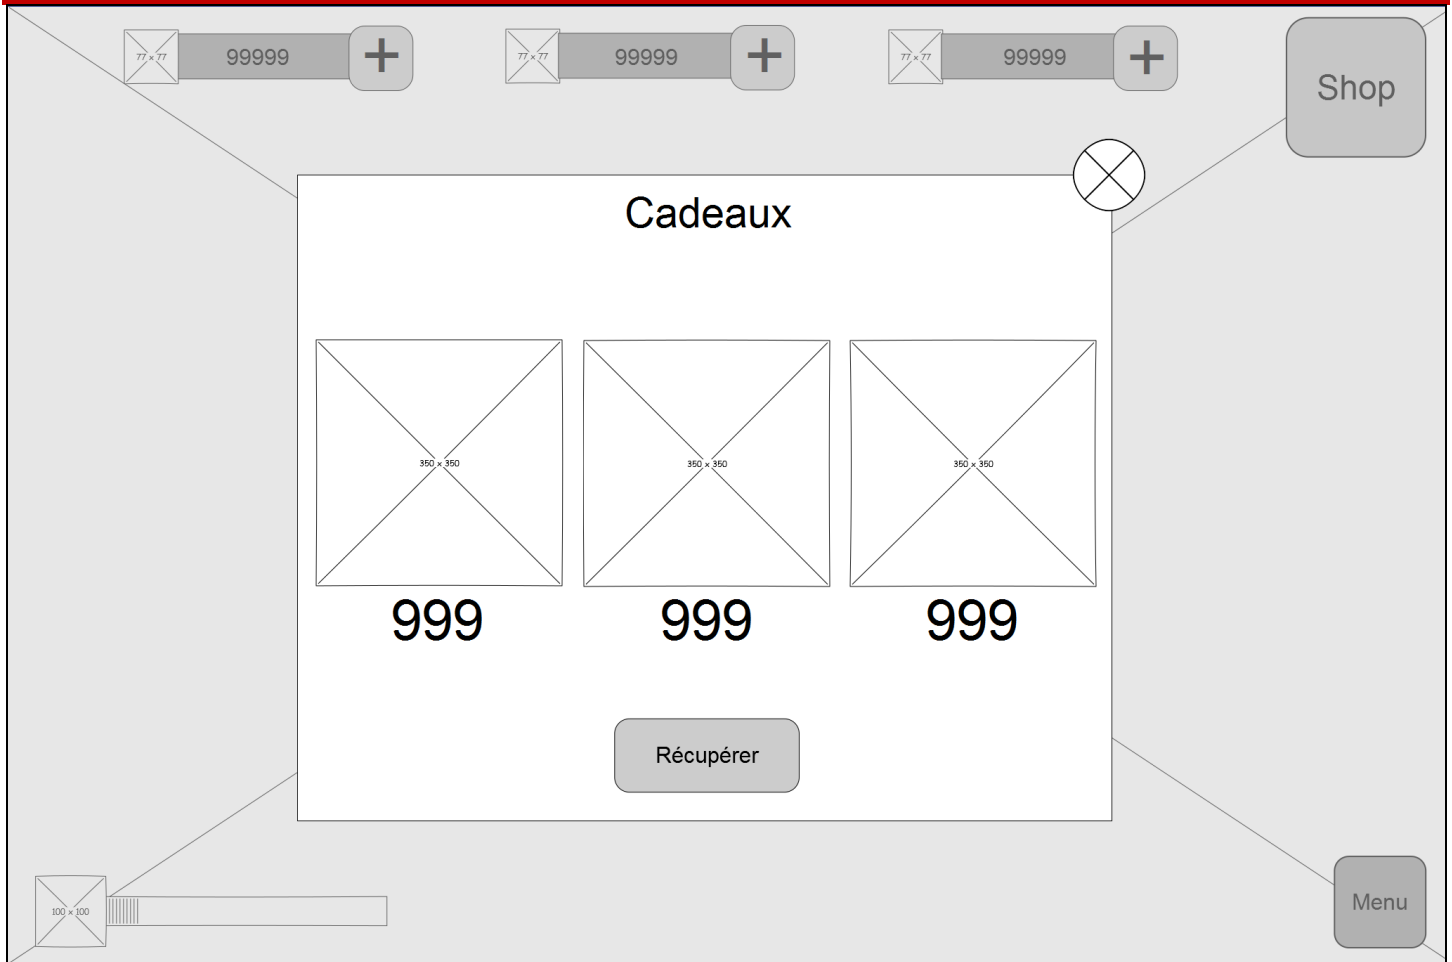 77 x 77 99999 + 77 x 77 99999 + 77 x 77 99999 +
Shop
Cadeaux
350 x 350 350 x 350 350 x 350
999 999 999
Récupérer
100 x 100
Menu